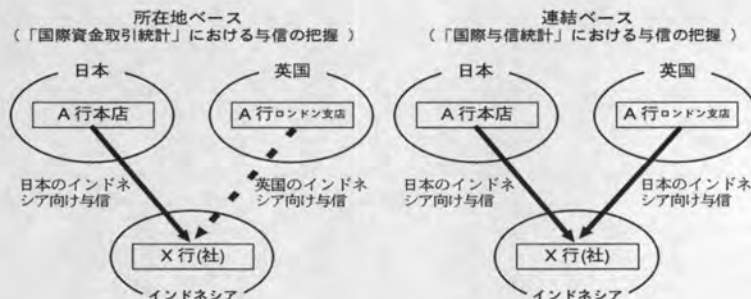 所在地ベース
(「国際資金取引統計」における与信の把握 )
日本
英国
A行本店
A行ロンドン支店
日本のインドネ
シア向け与信
英国のインドネ
シア向け与信
X行(社)
インドネシア
連結ベース
(「国際与信統計」における与信の把握 )
日本
英国
A行本店
A行ロンドン支店
日本のインドネ
シア向け与信
日本のインドネ
シア向け与信
X行(社)
インドネシア